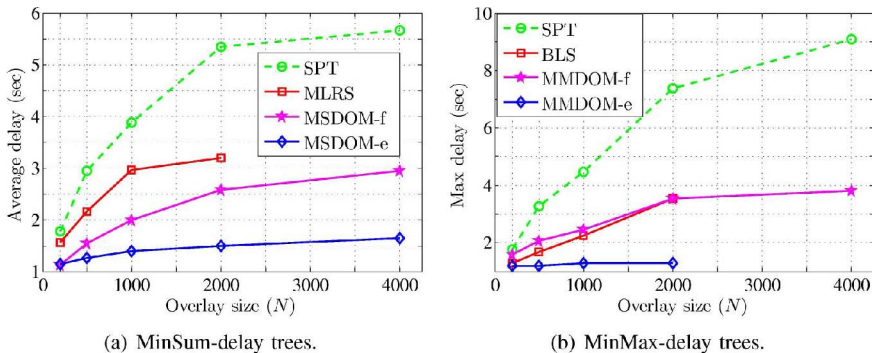 6
5
4
3
2
1
Average delay (sec)
SPT
MLRS
MSDOM-f
MSDOM-e
0
1000
2000
3000
4000
Overlay size (N)
(a) MinSum-delay trees.
10
8
6
4
2
Max delay (sec)
SPT
BLS
MMDOM-f
MMDOM-e
0
1000
2000
3000
4000
Overlay size (N)
(b) MinMax-delay trees.